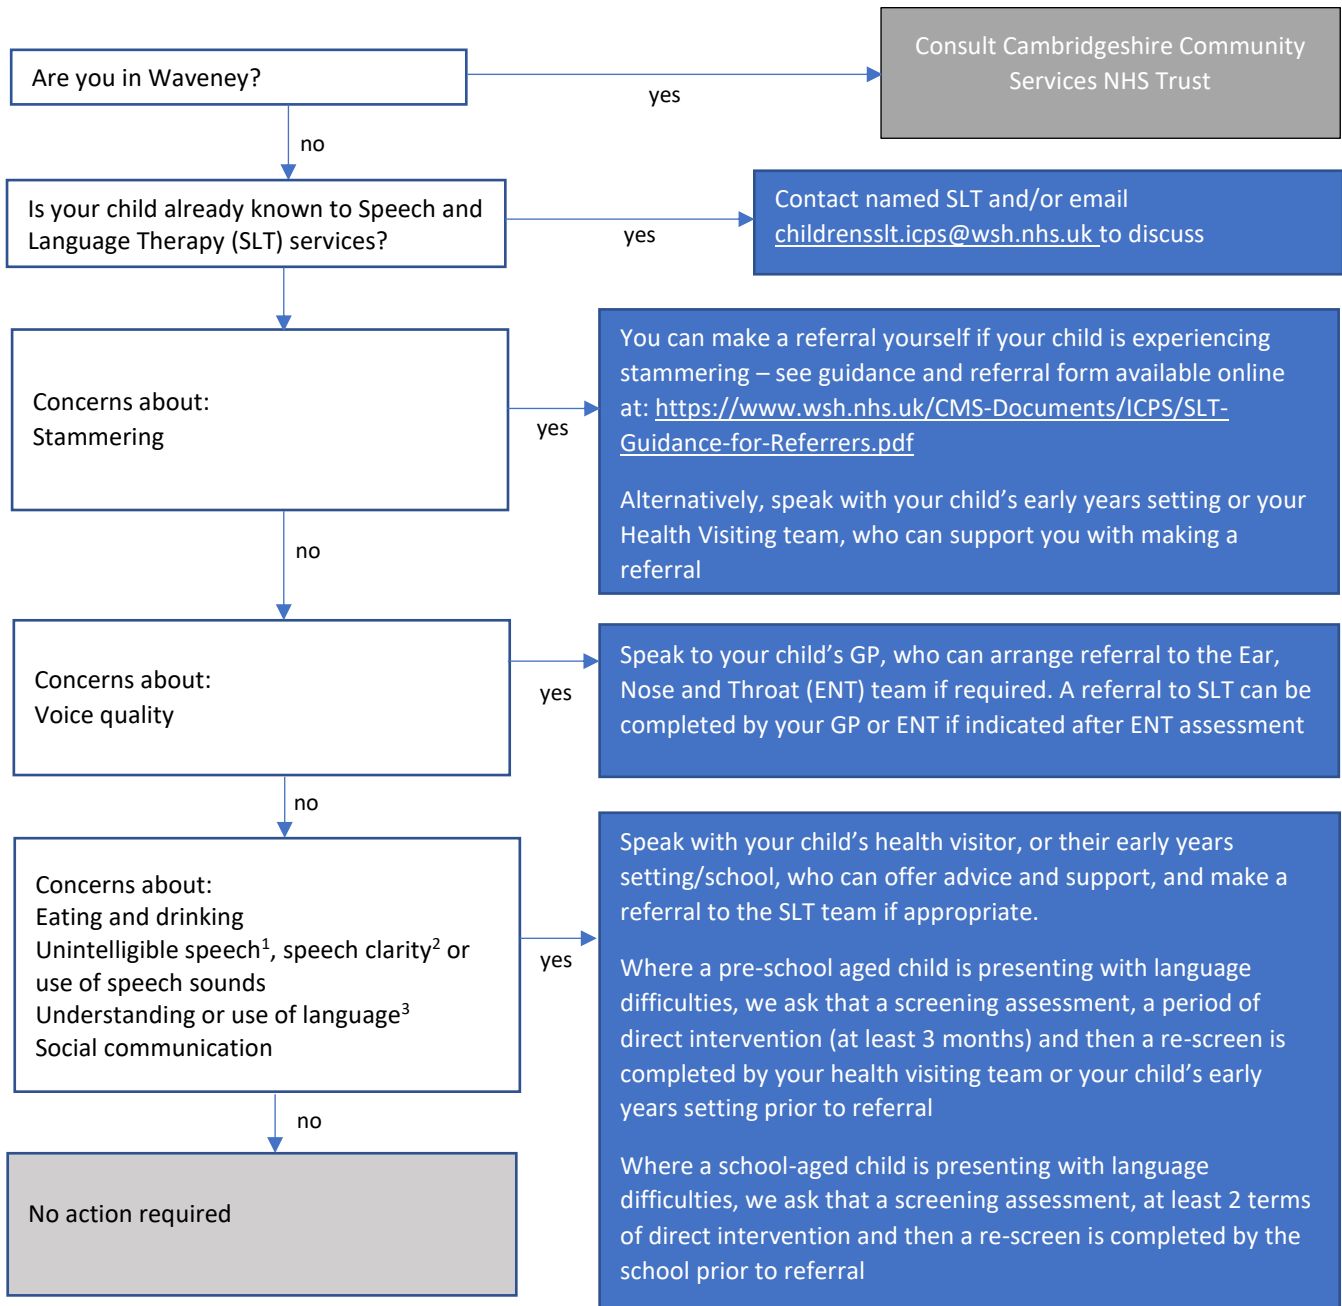 Are you in Waveney?
yes
Consult Cambridgeshire Community
Services NHS Trust
no
Is your child already known to Speech and
Language Therapy (SLT) services?
yes
Contact named SLT and/or email
childrensslt.icps@wsh.nhs.uk to discuss
Concerns about:
Stammering
yes
You can make a referral yourself if your child is experiencing
stammering – see guidance and referral form available online
at: https://www.wsh.nhs.uk/CMS-Documents/ICPS/SLT-
Guidance-for-Referrers.pdf
Alternatively, speak with your child’s early years setting or your
Health Visiting team, who can support you with making a
referral
no
Concerns about:
Voice quality
yes
Speak to your child’s GP, who can arrange referral to the Ear,
Nose and Throat (ENT) team if required. A referral to SLT can be
completed by your GP or ENT if indicated after ENT assessment
no
Concerns about:
Eating and drinking
Unintelligible speech¹, speech clarity² or
use of speech sounds
Understanding or use of language³
Social communication
yes
Speak with your child’s health visitor, or their early years
setting/school, who can offer advice and support, and make a
referral to the SLT team if appropriate.
Where a pre-school aged child is presenting with language
difficulties, we ask that a screening assessment, a period of
direct intervention (at least 3 months) and then a re-screen is
completed by your health visiting team or your child’s early
years setting prior to referral
Where a school-aged child is presenting with language
difficulties, we ask that a screening assessment, at least 2 terms
of direct intervention and then a re-screen is completed by the
school prior to referral
no
No action required